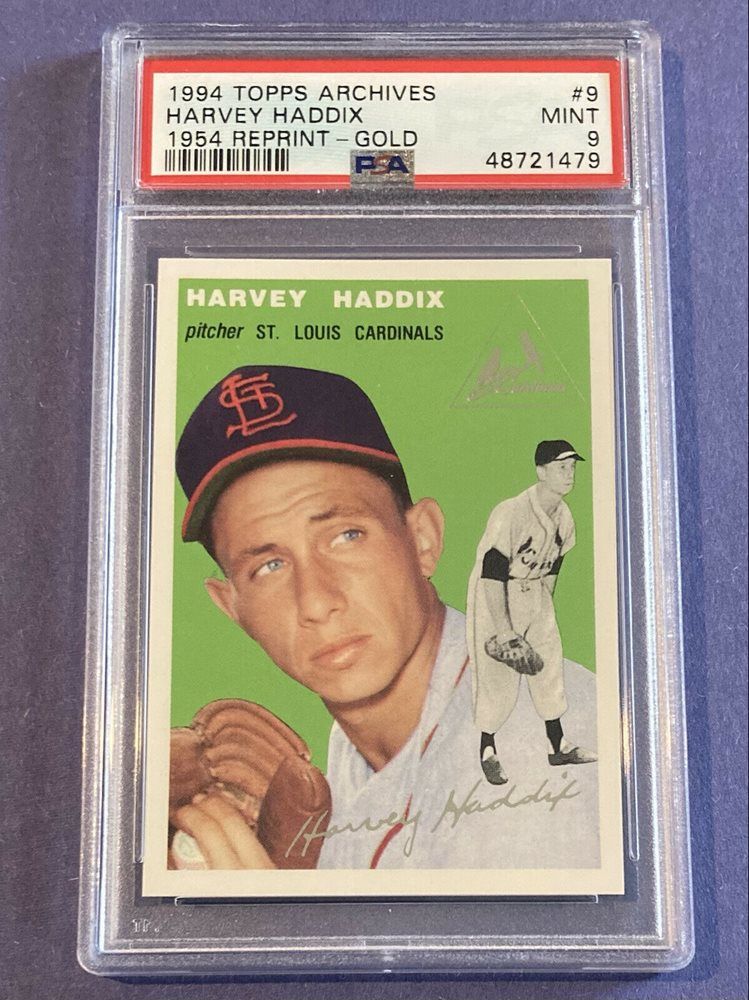 1994 TOPPS ARCHIVES #9
HARVEY HADDIX MINT
1954 REPRINT - GOLD 9
PSA 48721479
HARVEY HADDIX
pitcher ST. LOUIS CARDINALS
STL
Harvey Haddix